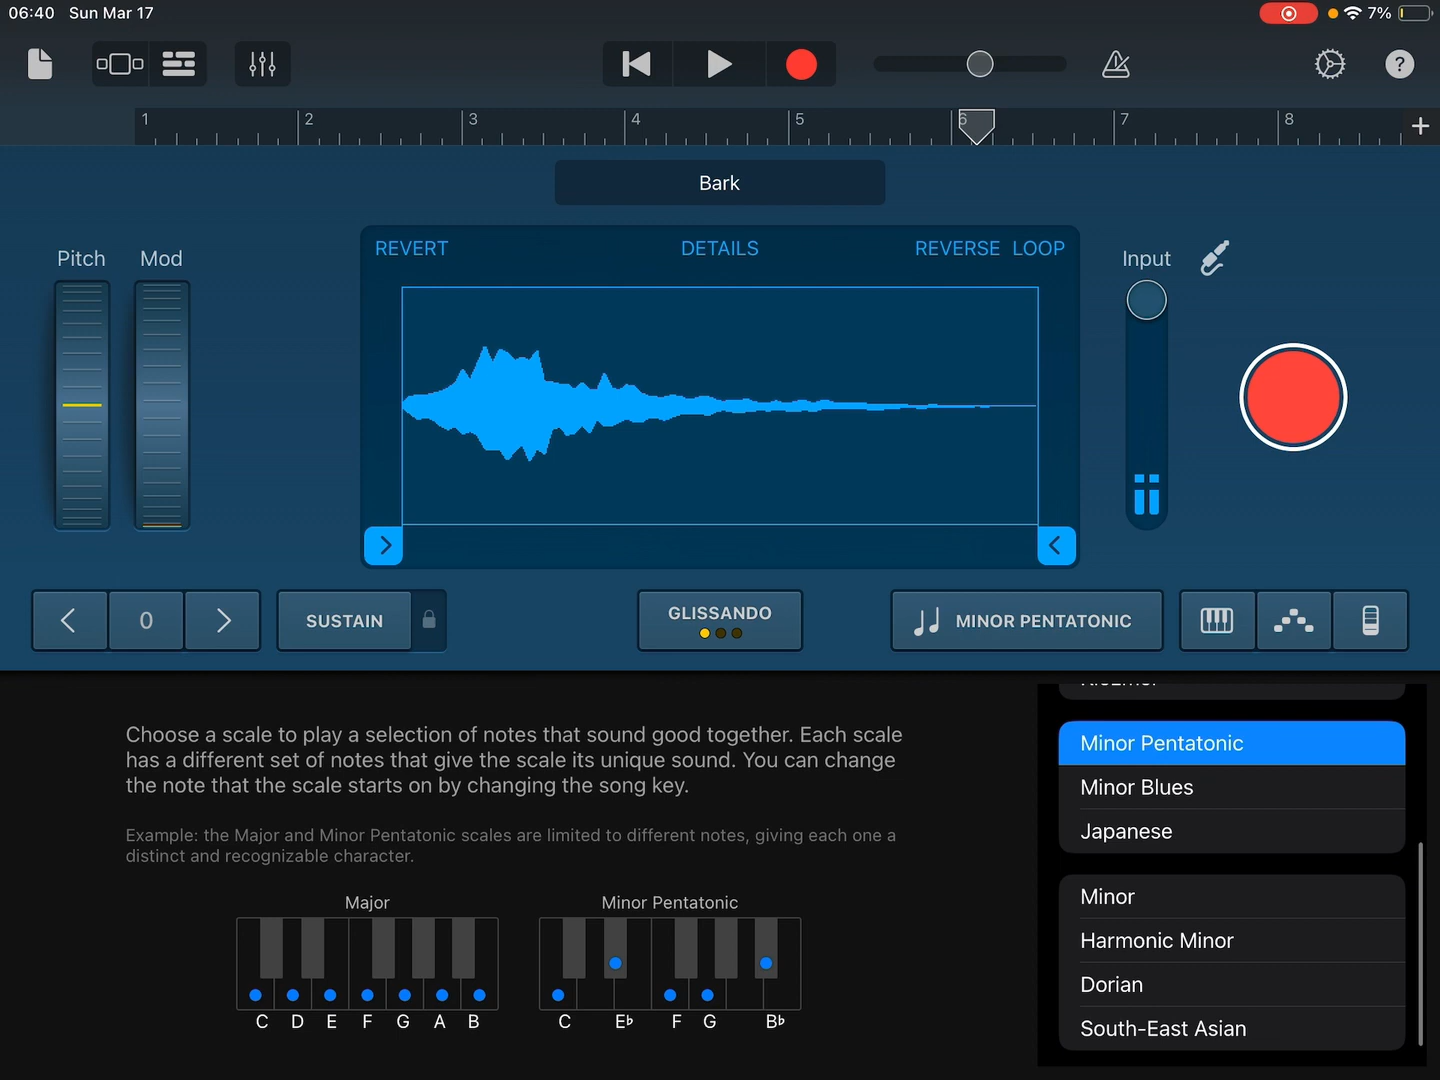 06:40 Sun Mar 17
7%
1 2 3 4 5 6 7 8
Bark
Pitch Mod
REVERT DETAILS REVERSE LOOP
Input
0
SUSTAIN
GLISSANDO
MINOR PENTATONIC
Choose a scale to play a selection of notes that sound good together. Each scale
has a different set of notes that give the scale its unique sound. You can change
the note that the scale starts on by changing the song key.
Example: the Major and Minor Pentatonic scales are limited to different notes, giving each one a
distinct and recognizable character.
Major
C D E F G A B
Minor Pentatonic
C E♭ F G B♭
Minor Pentatonic
Minor Blues
Japanese
Minor
Harmonic Minor
Dorian
South-East Asian